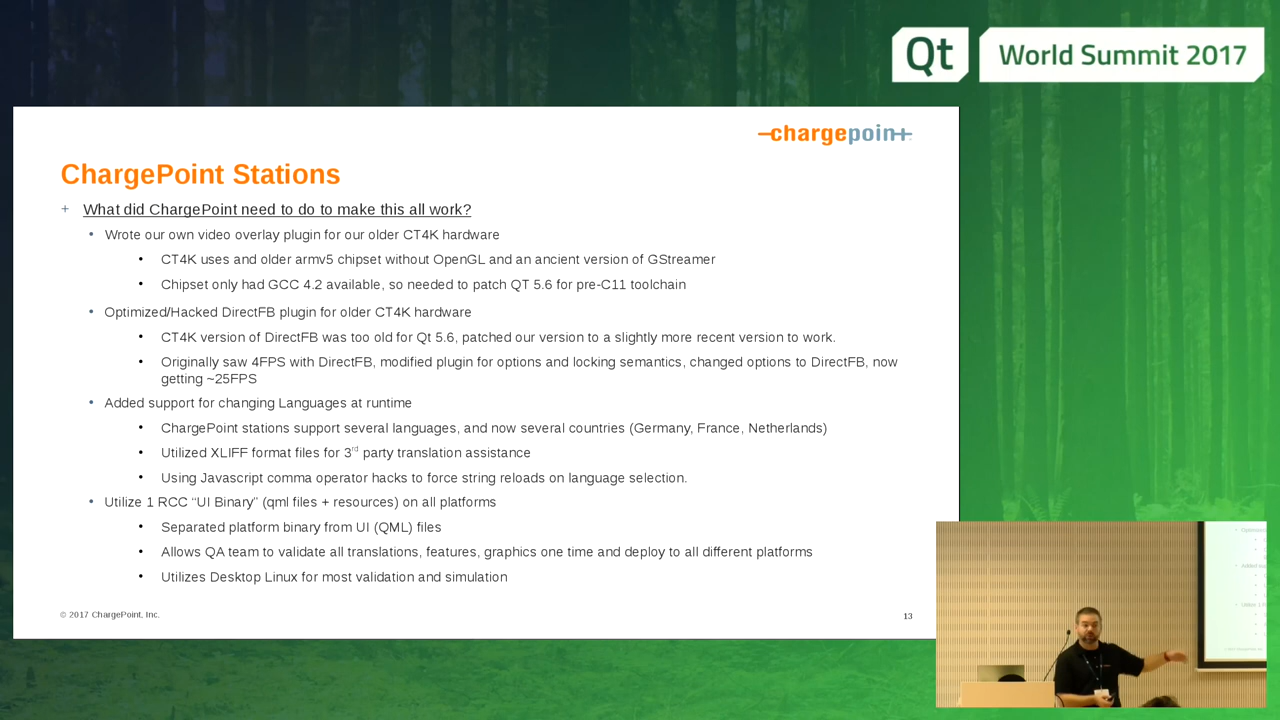 Qt World Summit 2017
chargepoint
ChargePoint Stations
+ What did ChargePoint need to do to make this all work?
• Wrote our own video overlay plugin for our older CT4K hardware
• CT4K uses and older armv5 chipset without OpenGL and an ancient version of GStreamer
• Chipset only had GCC 4.2 available, so needed to patch QT 5.6 for pre-C11 toolchain
• Optimized/Hacked DirectFB plugin for older CT4K hardware
• CT4K version of DirectFB was too old for Qt 5.6, patched our version to a slightly more recent version to work.
• Originally saw 4FPS with DirectFB, modified plugin for options and locking semantics, changed options to DirectFB, now
getting ~25FPS
• Added support for changing Languages at runtime
• ChargePoint stations support several languages, and now several countries (Germany, France, Netherlands)
• Utilized XLIFF format files for 3rd party translation assistance
• Using Javascript comma operator hacks to force string reloads on language selection.
• Utilize 1 RCC “UI Binary” (qml files + resources) on all platforms
• Separated platform binary from UI (QML) files
• Allows QA team to validate all translations, features, graphics one time and deploy to all different platforms
• Utilizes Desktop Linux for most validation and simulation
© 2017 ChargePoint, Inc.
13